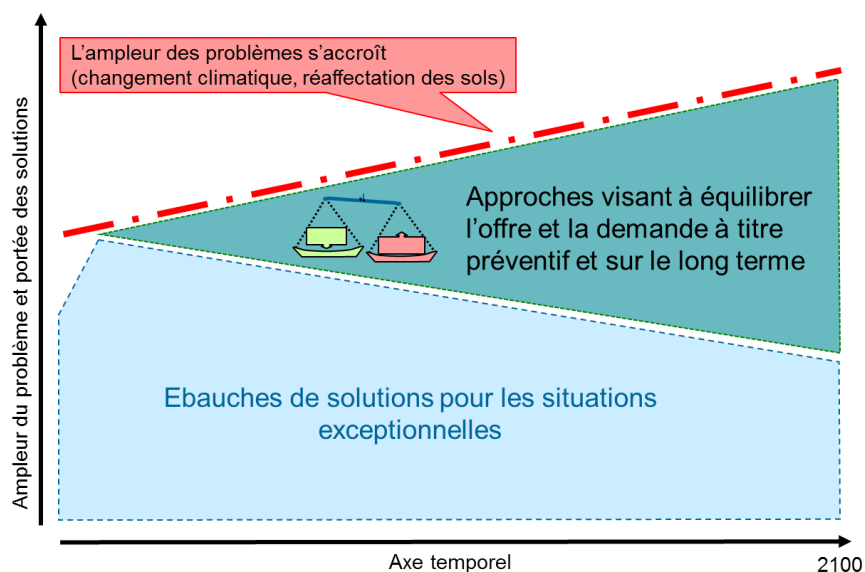 L'ampleur des problèmes s'accroît
(changement climatique, réaffectation des sols)
Approches visant à équilibrer
l'offre et la demande à titre
préventif et sur le long terme
Ebauches de solutions pour les situations
exceptionnelles
Ampleur du problème et portée des solutions
Axe temporel
2100